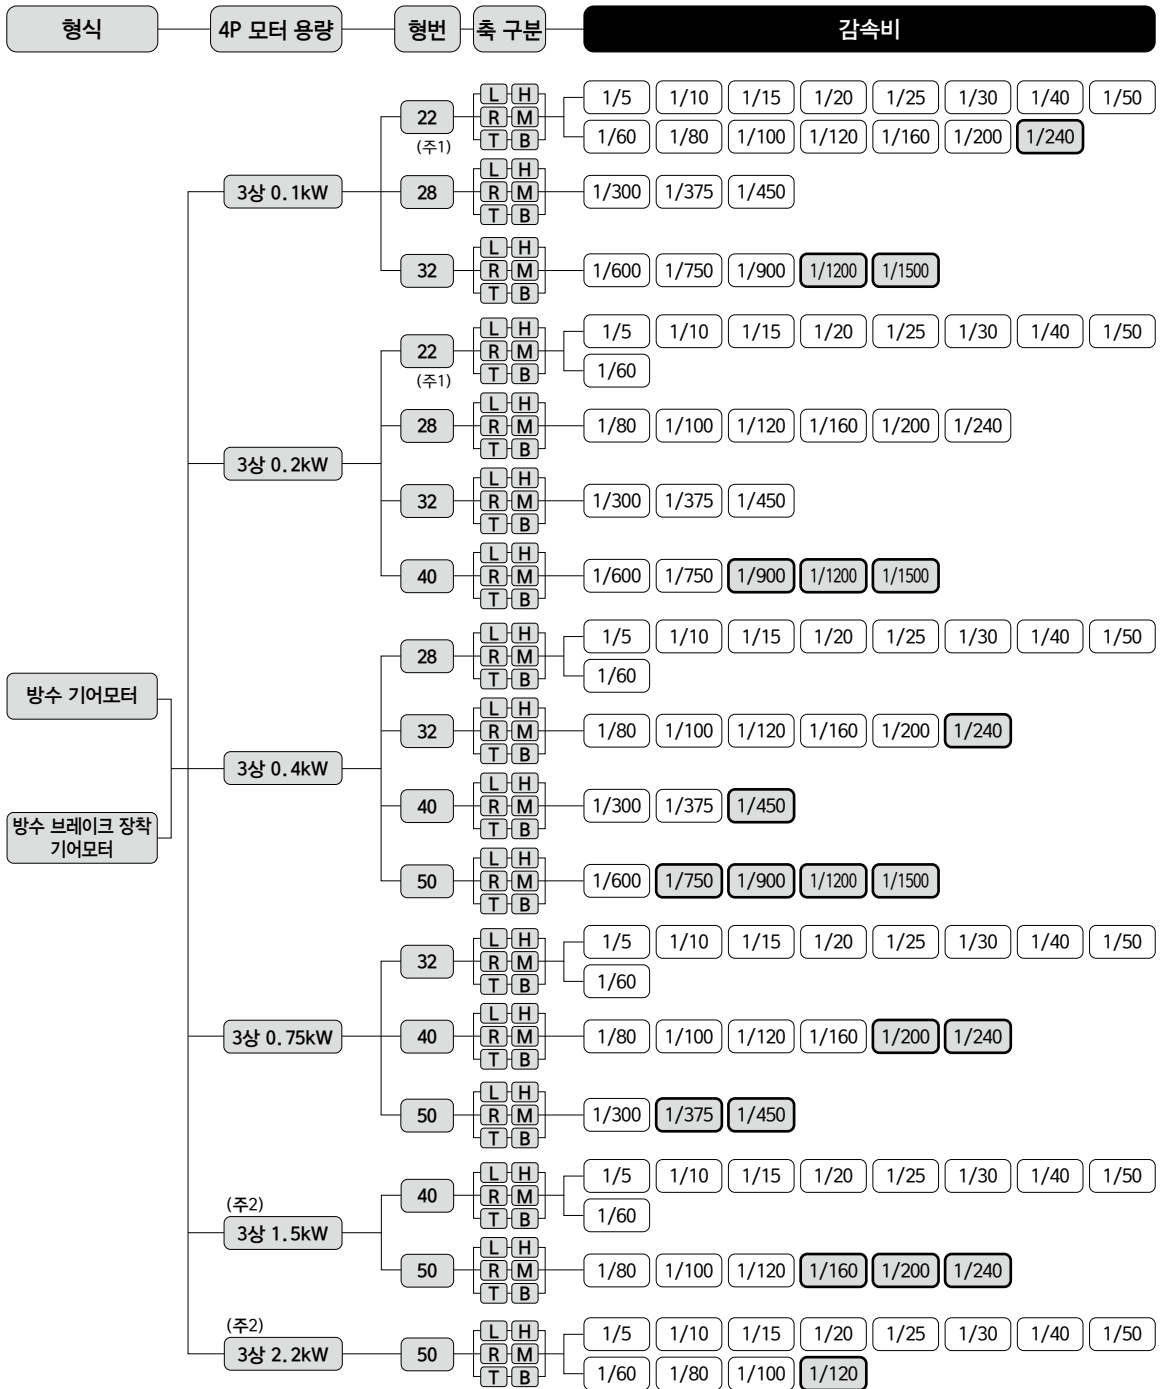 형식 4P 모터 용량 형번 축 구분 감속비
L H 1/5 1/10 1/15 1/20 1/25 1/30 1/40 1/50
22 R M
(주1) T B 1/60 1/80 1/100 1/120 1/160 1/200 1/240
L H
3상 0.1kW 28 R M 1/300 1/375 1/450
T B
L H
32 R M 1/600 1/750 1/900 1/1200 1/1500
T B
L H 1/5 1/10 1/15 1/20 1/25 1/30 1/40 1/50
22 R M
(주1) T B 1/60
L H
28 R M 1/80 1/100 1/120 1/160 1/200 1/240
T B
3상 0.2kW
L H
32 R M 1/300 1/375 1/450
T B
L H
40 R M 1/600 1/750 1/900 1/1200 1/1500
T B
L H 1/5 1/10 1/15 1/20 1/25 1/30 1/40 1/50
28 R M
T B 1/60
방수 기어모터
L H
32 R M 1/80 1/100 1/120 1/160 1/200 1/240
T B
3상 0.4kW
L H
40 R M 1/300 1/375 1/450
T B
방수 브레이크 장착
기어모터
L H
50 R M 1/600 1/750 1/900 1/1200 1/1500
T B
L H 1/5 1/10 1/15 1/20 1/25 1/30 1/40 1/50
32 R M
T B 1/60
L H
3상 0.75kW 40 R M 1/80 1/100 1/120 1/160 1/200 1/240
T B
L H
50 R M 1/300 1/375 1/450
T B
L H 1/5 1/10 1/15 1/20 1/25 1/30 1/40 1/50
40 R M
T B 1/60
(주2)
3상 1.5kW
L H
50 R M 1/80 1/100 1/120 1/160 1/200 1/240
T B
(주2)
L H 1/5 1/10 1/15 1/20 1/25 1/30 1/40 1/50
3상 2.2kW 50 R M
T B 1/60 1/80 1/100 1/120